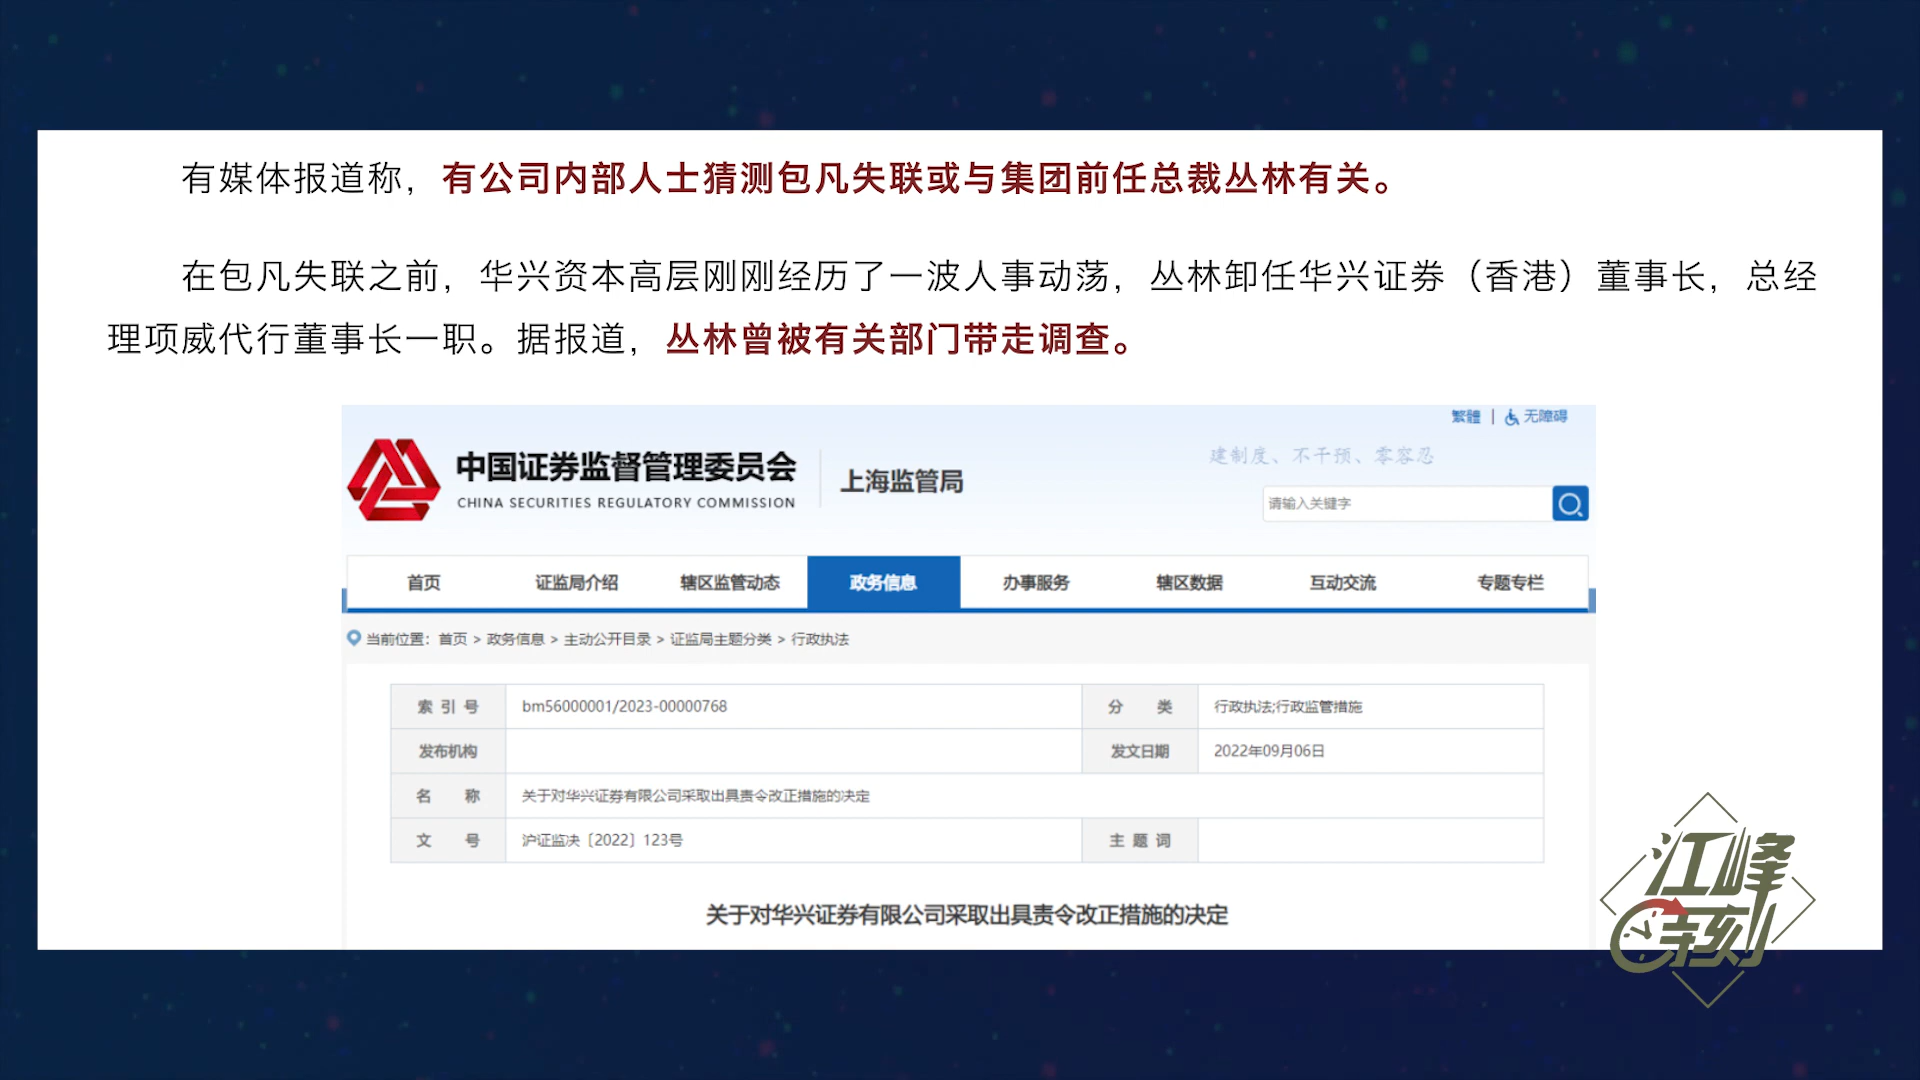 有媒体报道称，有公司内部人士猜测包凡失联或与集团前任总裁丛林有关。
在包凡失联之前，华兴资本高层刚刚经历了一波人事动荡，丛林卸任华兴证券（香港）董事长，总经
理项威代行董事长一职。据报道，丛林曾被有关部门带走调查。
繁體 | 无障碍
中国证券监督管理委员会
CHINA SECURITIES REGULATORY COMMISSION
上海监管局
建制度、不干预、零容忍
请输入关键字
首页 证监局介绍 辖区监管动态 政务信息 办事服务 辖区数据 互动交流 专题专栏
当前位置：首页 > 政务信息 > 主动公开目录 > 证监局主题分类 > 行政执法
索引号 bm56000001/2023-00000768 分类 行政执法;行政监管措施
发布机构 发文日期 2022年09月06日
名称 关于对华兴证券有限公司采取出具责令改正措施的决定
文号 沪证监决〔2022〕123号 主题词
关于对华兴证券有限公司采取出具责令改正措施的决定
江峰
时刻